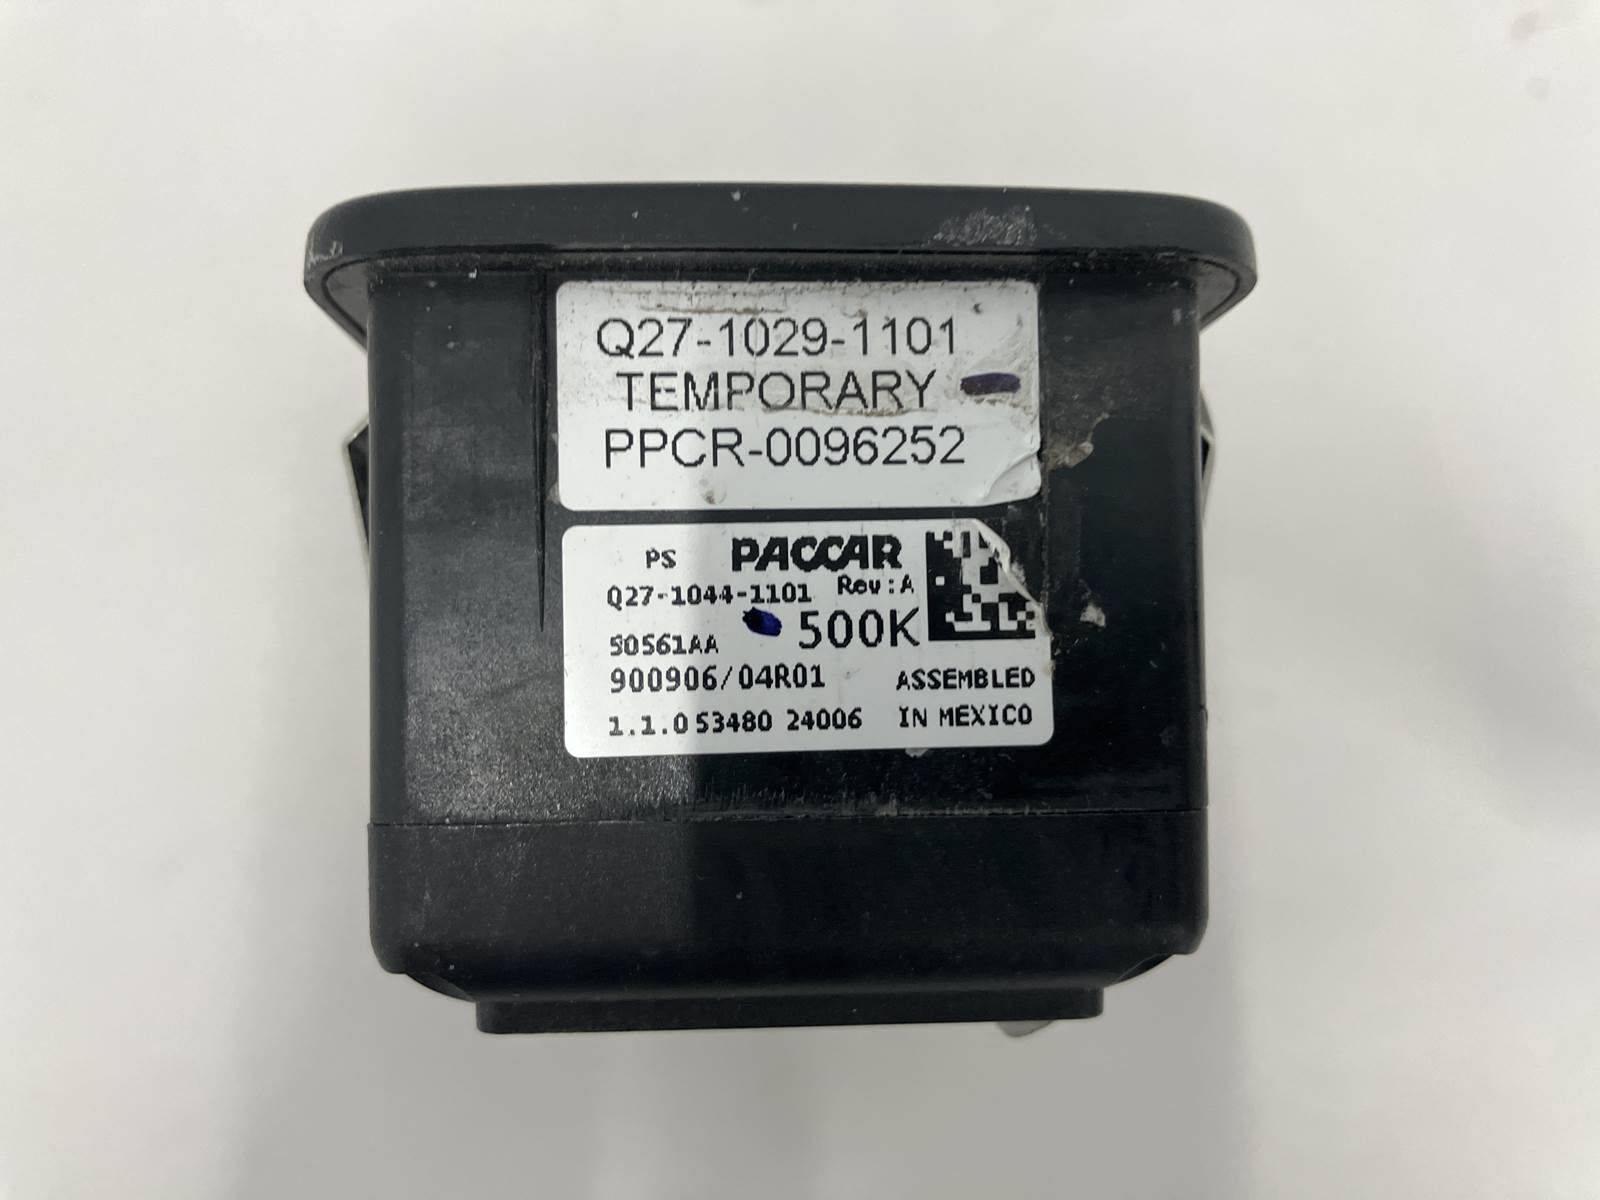 Q27-1029-1101
TEMPORARY
PPCR-0096252
PS PACCAR
Q27-1044-1101 Rev:A
500K
50561AA
900906/04R01 ASSEMBLED
1.1.0 53480 24006 IN MEXICO